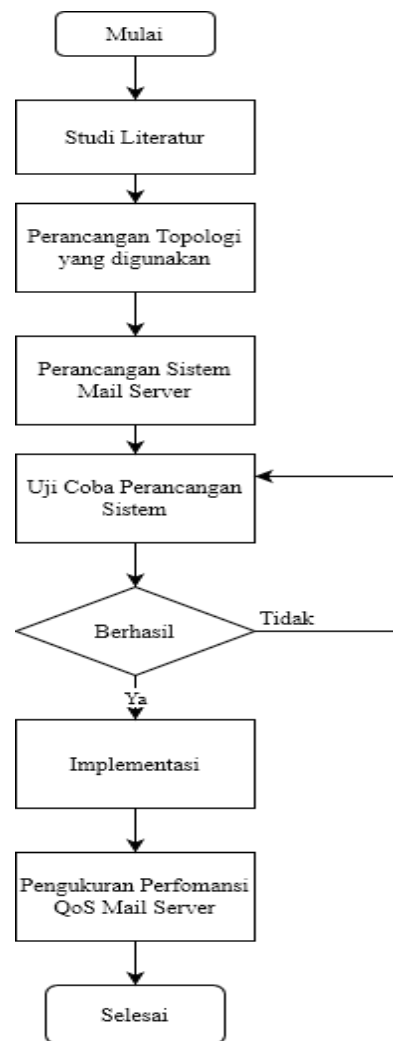 Mulai
Studi Literatur
Perancangan Topologi
yang digunakan
Perancangan Sistem
Mail Server
Uji Coba Perancangan
Sistem
Berhasil
Tidak
Ya
Implementasi
Pengukuran Perfomansi
QoS Mail Server
Selesai